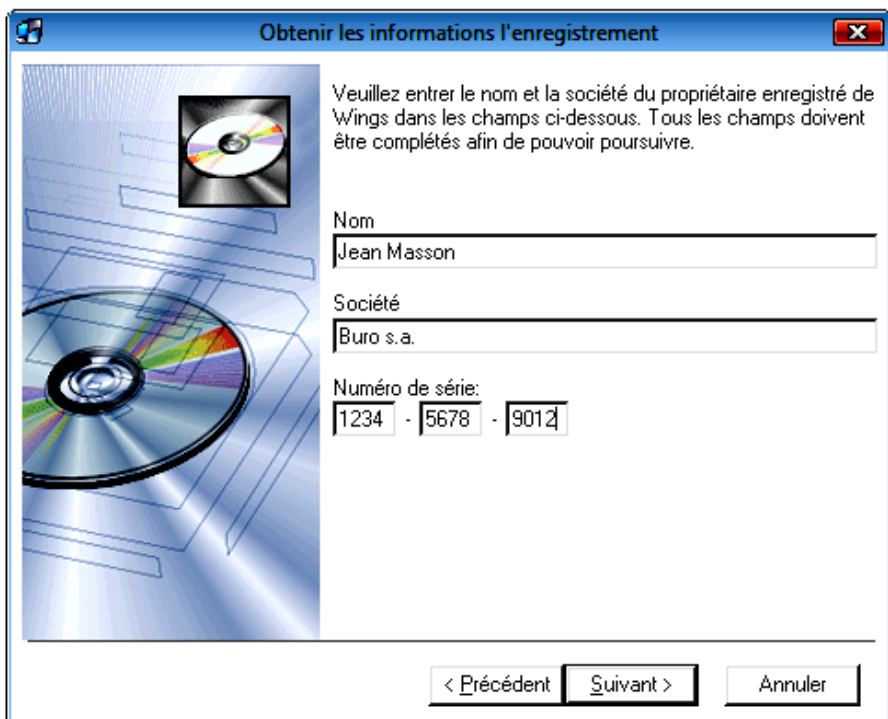 Obtenir les informations l'enregistrement
Veuillez entrer le nom et la société du propriétaire enregistré de
Wings dans les champs ci-dessous. Tous les champs doivent
être complétés afin de pouvoir poursuivre.
Nom
Jean Masson
Société
Buro s.a.
Numéro de série:
1234 - 5678 - 9012
< Précédent Suivant > Annuler